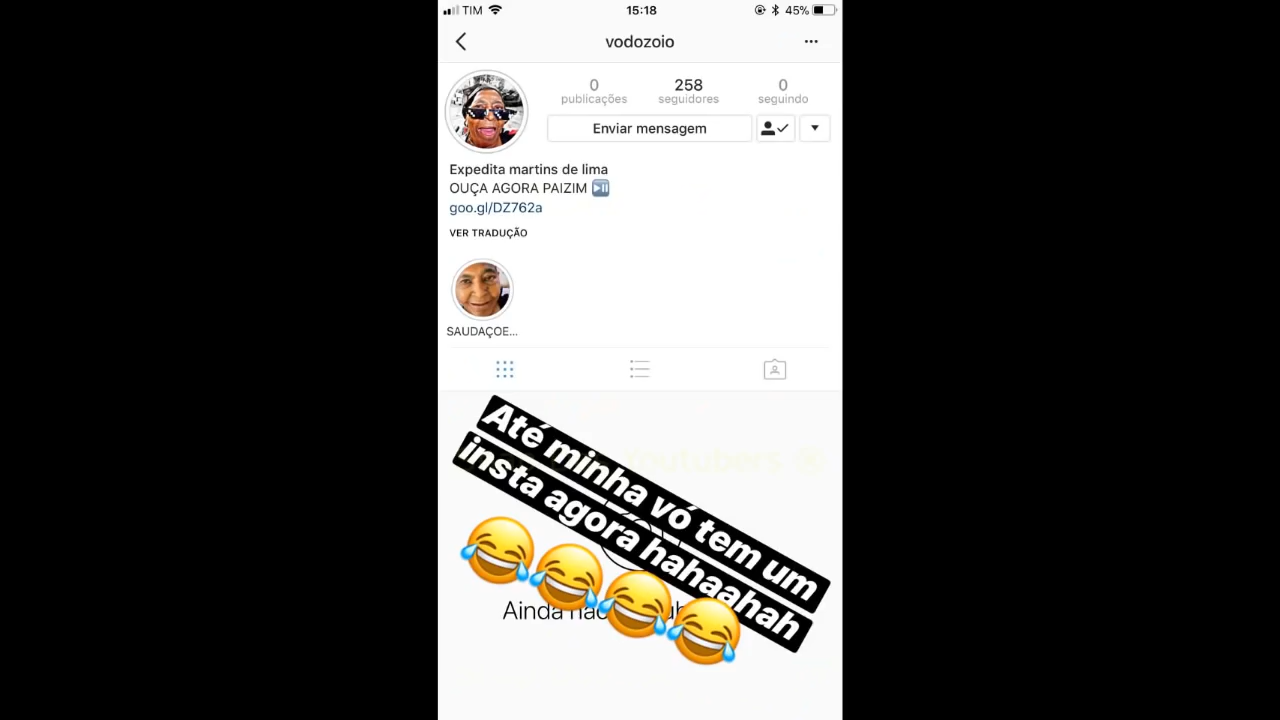 TIM 15:18 45%
vodozoio
0 258 0
publicações seguidores seguindo
Enviar mensagem
Expedita martins de lima
OUÇA AGORA PAIZIM
goo.gl/DZ762a
VER TRADUÇÃO
SAUDAÇOE...
Até minha vó tem um
insta agora hahaahah
Ainda